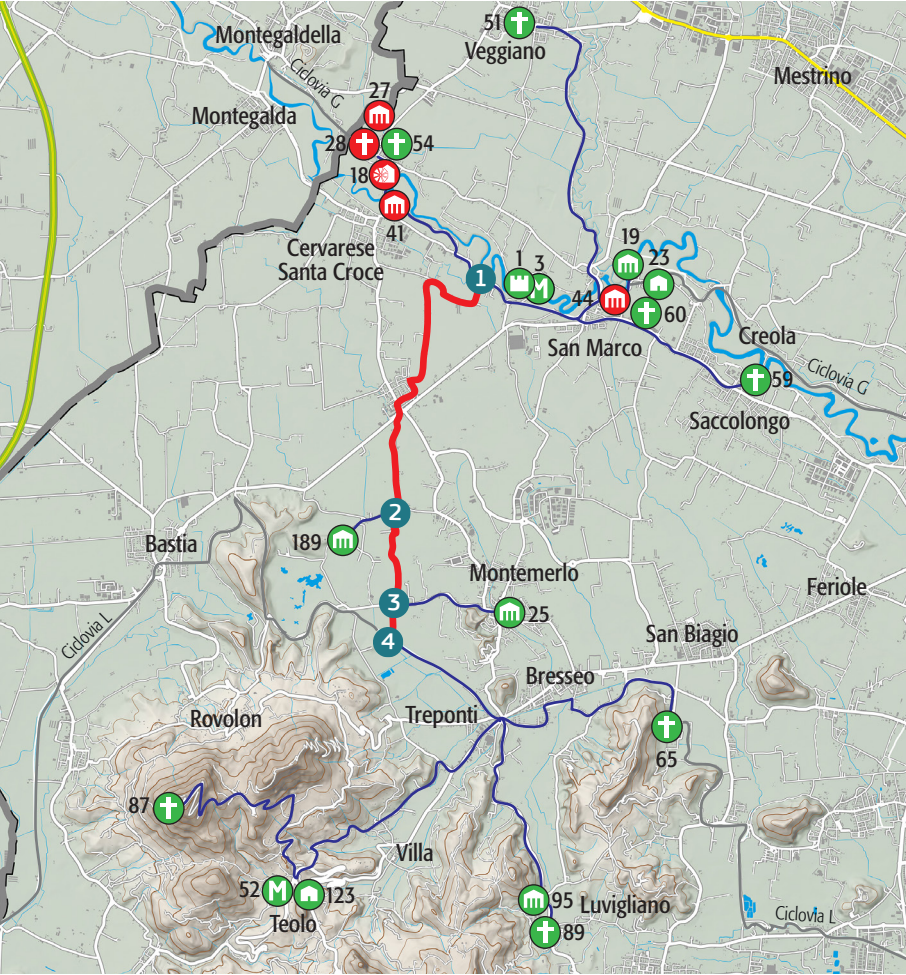 51
Veggiano
Montegaldella
Ciclovia G
Mestrino
Montegalda
27
28
54
18
41
Cervarese
Santa Croce
1
1
M
3
19
23
44
60
San Marco
Creola
Ciclovia G
59
Saccolongo
2
189
Bastia
Montemerlo
Feriole
3
25
4
San Biagio
Ciclovia L
Bresseo
Rovolon
Treponti
65
87
Villa
52
M
123
Teolo
95
Luvigliano
89
Ciclovia L